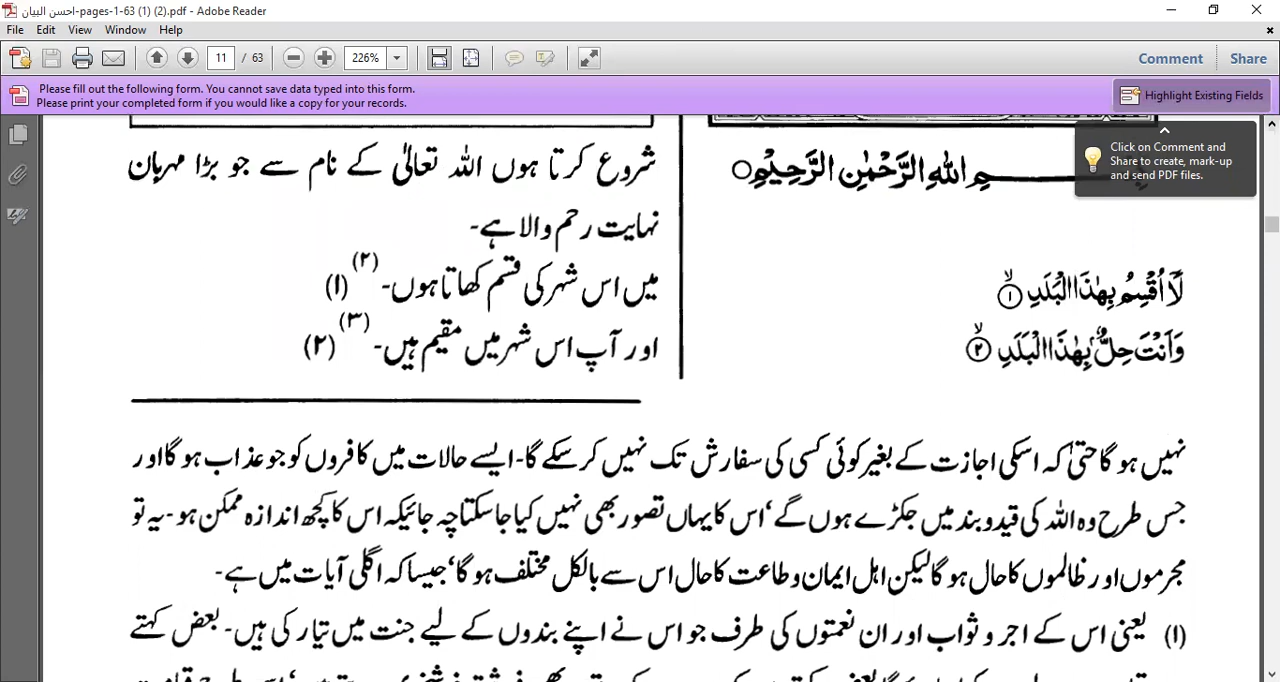 احسن البیان-pages-1-63 (1) (2).pdf - Adobe Reader
File Edit View Window Help
11 / 63 226% Comment Share
Please fill out the following form. You cannot save data typed into this form.
Please print your completed form if you would like a copy for your records.
Highlight Existing Fields
Click on Comment and
Share to create, mark-up
and send PDF files.
سْمِ اللهِ الرَّحْمٰنِ الرَّحِيْمِ ○
لَآ اُقْسِمُ بِهٰذَا الْبَلَدِ ۙ۱
وَاَنْتَ حِلٌّۢ بِهٰذَا الْبَلَدِ ۙ۲
شروع کرتا ہوں اللہ تعالیٰ کے نام سے جو بڑا مہربان
نہایت رحم والا ہے۔
میں اس شہر کی قسم کھاتا ہوں۔ (۲) (۱)
اور آپ اس شہر میں مقیم ہیں۔ (۳) (۲)
نہیں ہو گا حتیٰ کہ اسکی اجازت کے بغیر کوئی کسی کی سفارش تک نہیں کر سکے گا۔ ایسے حالات میں کافروں کو جو عذاب ہو گا اور
جس طرح وہ اللہ کی قید و بند میں جکڑے ہوں گے، اس کا یہاں تصور بھی نہیں کیا جا سکتا چہ جائیکہ اس کا کچھ اندازہ ممکن ہو۔ یہ تو
مجرموں اور ظالموں کا حال ہو گا لیکن اہل ایمان و طاعت کا حال اس سے بالکل مختلف ہو گا، جیسا کہ اگلی آیات میں ہے۔
(۱) یعنی اس کے اجر و ثواب اور ان نعمتوں کی طرف جو اس نے اپنے بندوں کے لیے جنت میں تیار کی ہیں۔ بعض کہتے